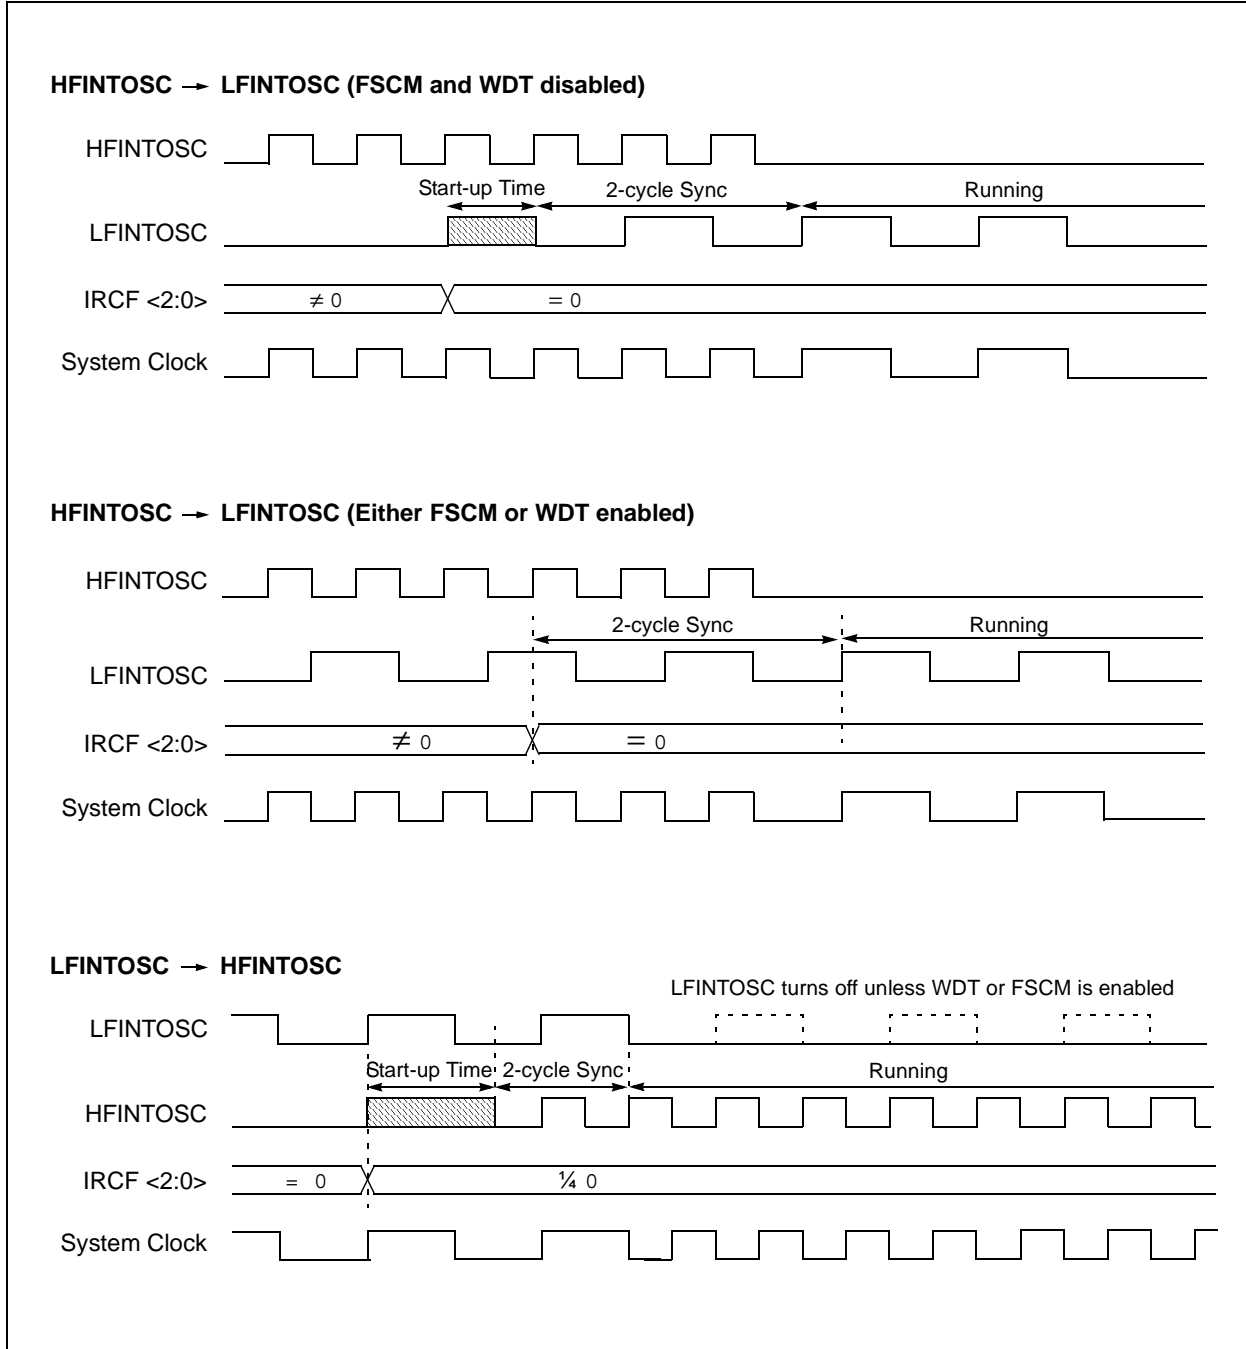 HFINTOSC → LFINTOSC (FSCM and WDT disabled)
HFINTOSC
Start-up Time 2-cycle Sync Running
LFINTOSC
IRCF <2:0> ≠ 0 = 0
System Clock
HFINTOSC → LFINTOSC (Either FSCM or WDT enabled)
HFINTOSC
2-cycle Sync Running
LFINTOSC
IRCF <2:0> ≠ 0 = 0
System Clock
LFINTOSC → HFINTOSC
LFINTOSC turns off unless WDT or FSCM is enabled
LFINTOSC
Start-up Time 2-cycle Sync Running
HFINTOSC
IRCF <2:0> = 0 ¼ 0
System Clock